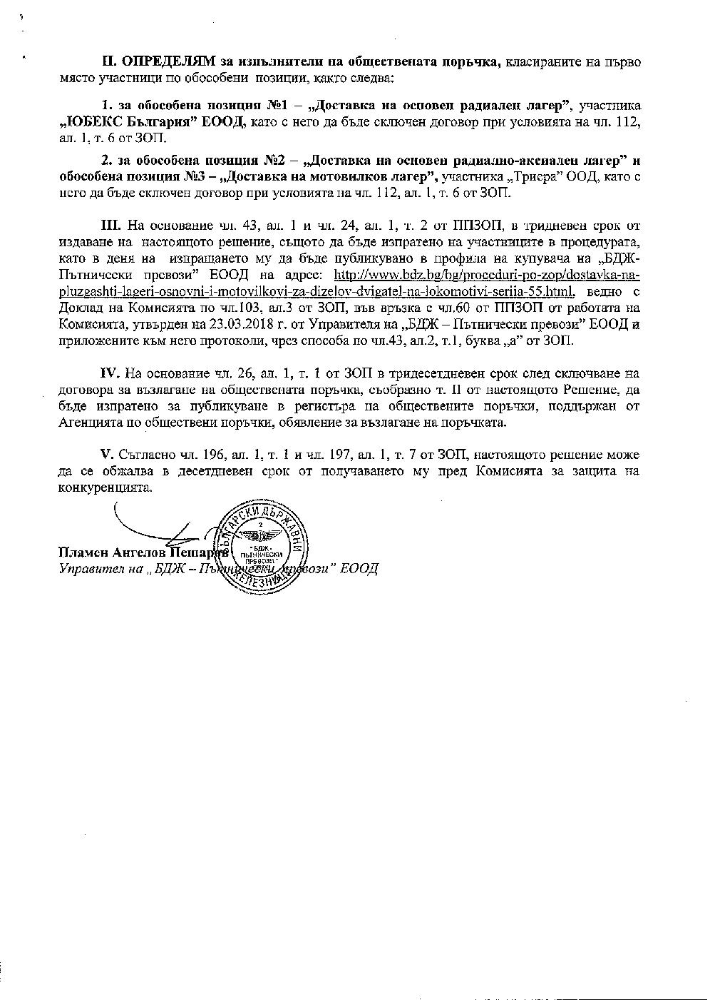 II. ОПРЕДЕЛЯМ за изпълнители на обществената поръчка, класираните на първо
място участници по обособени позиции, както следва:
1. за обособена позиция №1 – „Доставка на основен радиален лагер”, участника
„ЮБЕКС България” ЕООД, като с него да бъде сключен договор при условията на чл. 112,
ал. 1, т. 6 от ЗОП.
2. за обособена позиция №2 – „Доставка на основен радиално-аксиален лагер” и
обособена позиция №3 – „Доставка на мотовилков лагер”, участника „Триера” ООД, като с
него да бъде сключен договор при условията на чл. 112, ал. 1, т. 6 от ЗОП.
III. На основание чл. 43, ал. 1 и чл. 24, ал. 1, т. 2 от ППЗОП, в тридневен срок от
издаване на настоящото решение, същото да бъде изпратено на участниците в процедурата,
като в деня на изпращането му да бъде публикувано в профила на купувача на „БДЖ-
Пътнически превози” ЕООД на адрес: http://www.bdz.bg/bg/proceduri-po-zop/dostavka-na-
pluzgashti-lageri-osnovni-i-motovilkovi-za-dizelov-dvigatel-na-lokomotivi-seriia-55.html, ведно с
Доклад на Комисията по чл.103, ал.3 от ЗОП, във връзка с чл.60 от ППЗОП от работата на
Комисията, утвърден на 23.03.2018 г. от Управителя на „БДЖ – Пътнически превози” ЕООД и
приложените към него протоколи, чрез способа по чл.43, ал.2, т.1, буква „а” от ЗОП.
IV. На основание чл. 26, ал. 1, т. 1 от ЗОП в тридесетдневен срок след сключване на
договора за възлагане на обществената поръчка, съобразно т. II от настоящото Решение, да
бъде изпратено за публикуване в регистъра на обществените поръчки, поддържан от
Агенцията по обществени поръчки, обявление за възлагане на поръчката.
V. Съгласно чл. 196, ал. 1, т. 1 и чл. 197, ал. 1, т. 7 от ЗОП, настоящото решение може
да се обжалва в десетдневен срок от получаването му пред Комисията за защита на
конкуренцията.
БЪЛГАРСКИ ДЪРЖАВНИ
ЖЕЛЕЗНИЦИ
2
"БДЖ-
ПЪТНИЧЕСКИ
ПРЕВОЗИ"
Пламен Ангелов Пешаров
Управител на „БДЖ – Пътнически превози” ЕООД